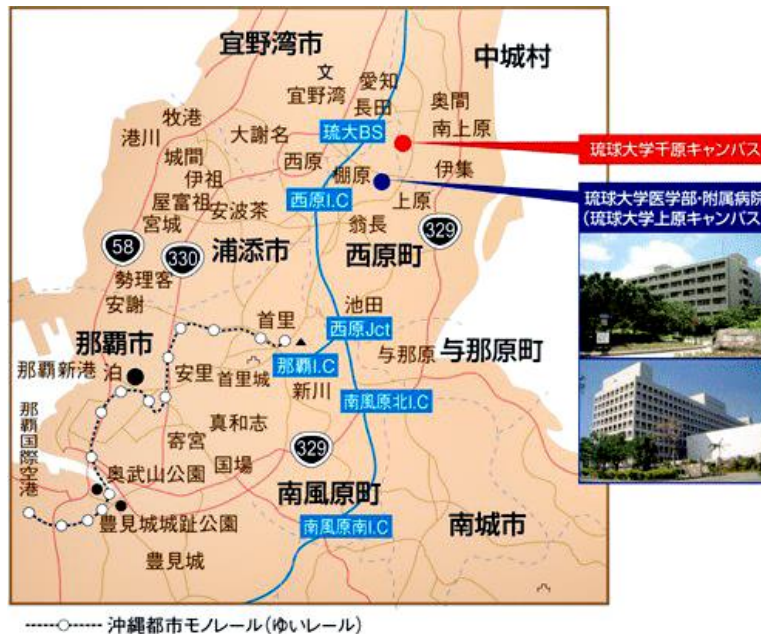 宜野湾市
中城村
文
愛知
宜野湾
長田
奥間
牧港
大謝名
琉大BS
南上原
港川
琉球大学千原キャンパス
城間
西原
棚原
伊集
伊祖
琉球大学医学部・附属病院
屋富祖
安波茶
西原I.C
上原
(琉球大学上原キャンパス
宮城
翁長
58
330
浦添市
西原町
329
勢理客
安謝
池田
首里
西原Jct
那覇市
与那原
与那原町
那覇新港
泊
安里
首里城
那覇I.C
新川
南風原北I.C
那覇国際空港
真和志
寄宮
329
国場
奥武山公園
南風原町
南城市
豊見城城趾公園
南風原南I.C
豊見城
沖縄都市モノレール(ゆいレール)